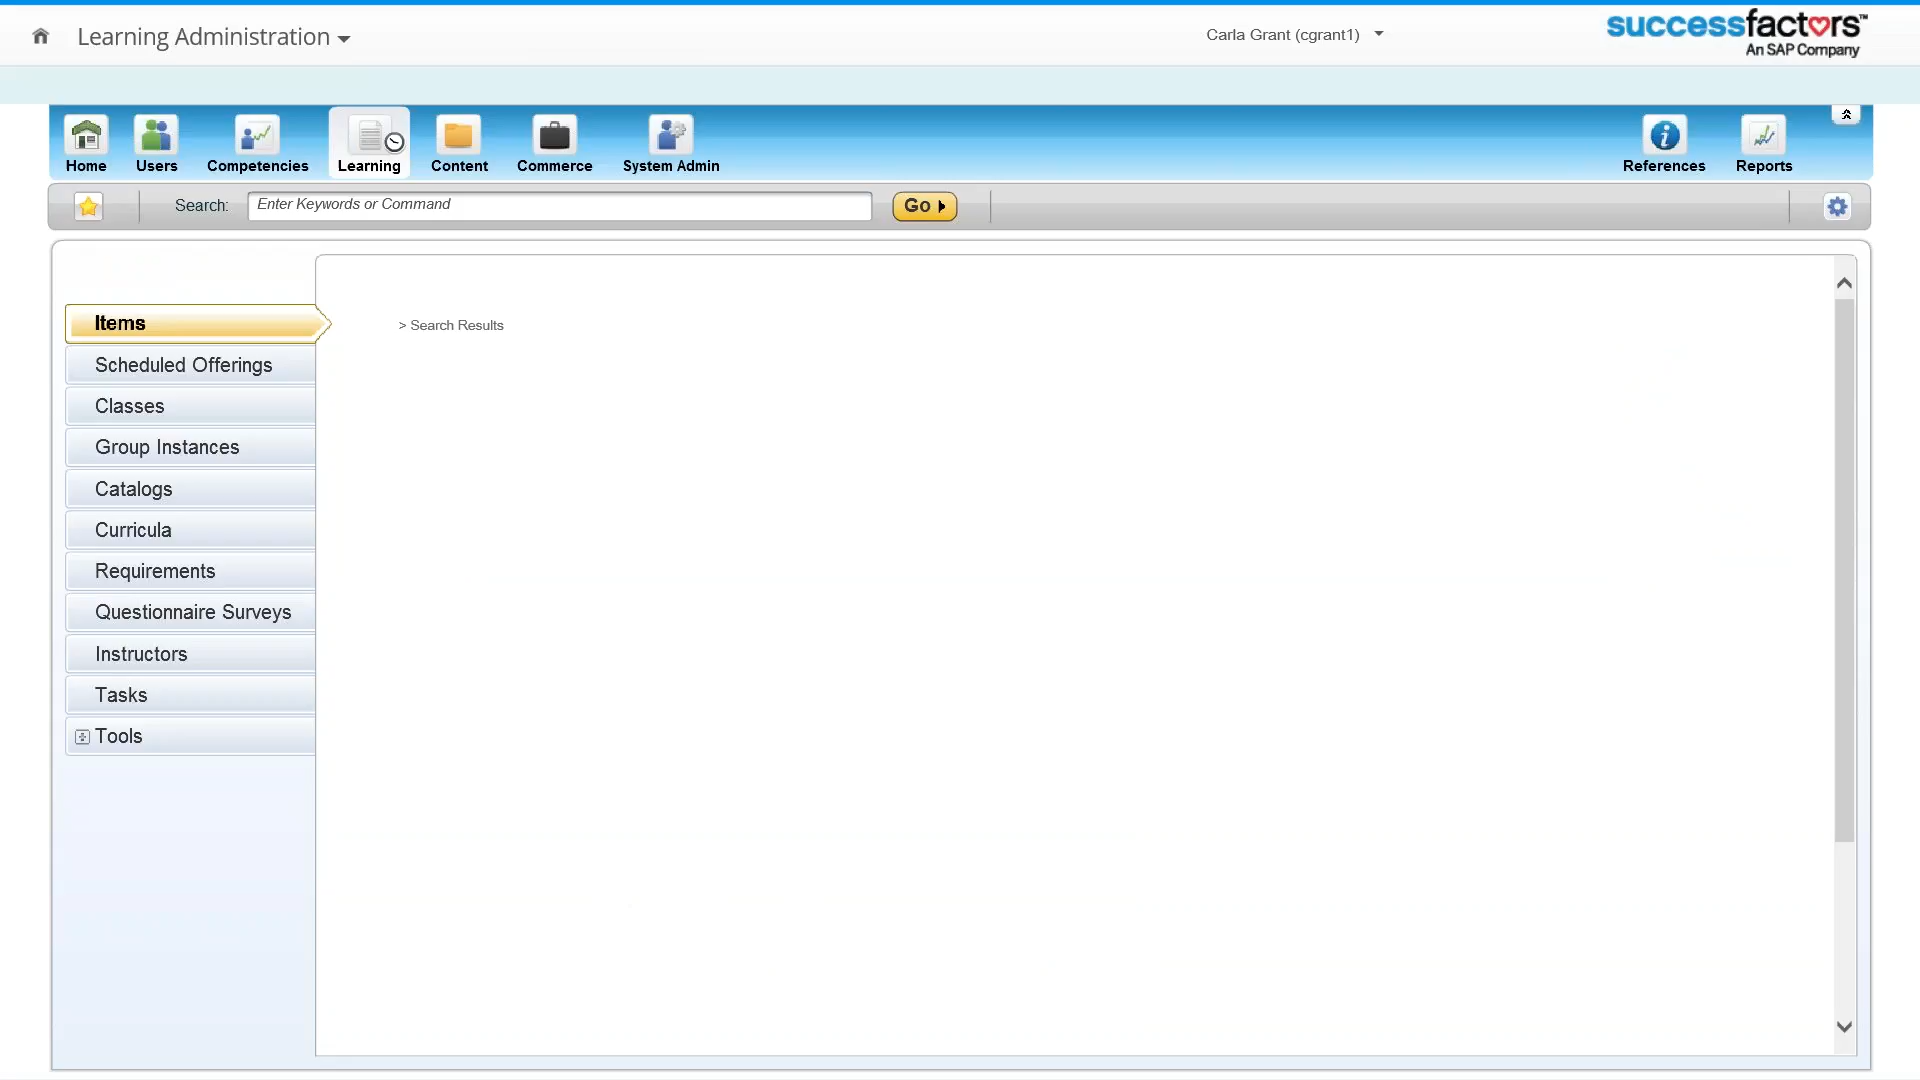 Learning Administration
Carla Grant (cgrant1)
successfactors™
An SAP Company
Home
Users
Competencies
Learning
Content
Commerce
System Admin
References
Reports
Search:
Enter Keywords or Command
Go
Items
> Search Results
Scheduled Offerings
Classes
Group Instances
Catalogs
Curricula
Requirements
Questionnaire Surveys
Instructors
Tasks
Tools